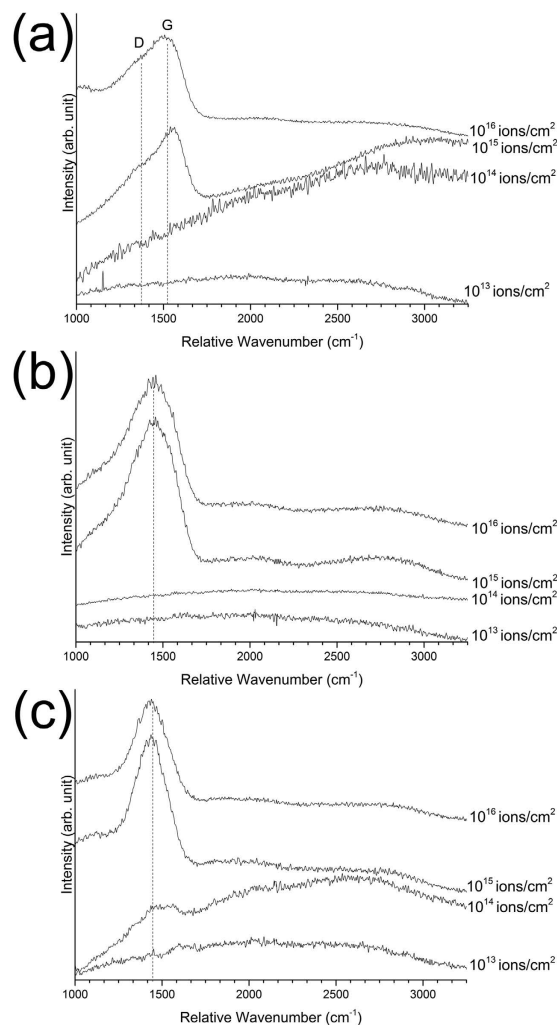 (a)
D
G
Intensity (arb. unit)
10¹⁶ ions/cm²
10¹⁵ ions/cm²
10¹⁴ ions/cm²
10¹³ ions/cm²
1000 1500 2000 2500 3000
Relative Wavenumber (cm⁻¹)
(b)
Intensity (arb. unit)
10¹⁶ ions/cm²
10¹⁵ ions/cm²
10¹⁴ ions/cm²
10¹³ ions/cm²
1000 1500 2000 2500 3000
Relative Wavenumber (cm⁻¹)
(c)
Intensity (arb. unit)
10¹⁶ ions/cm²
10¹⁵ ions/cm²
10¹⁴ ions/cm²
10¹³ ions/cm²
1000 1500 2000 2500 3000
Relative Wavenumber (cm⁻¹)